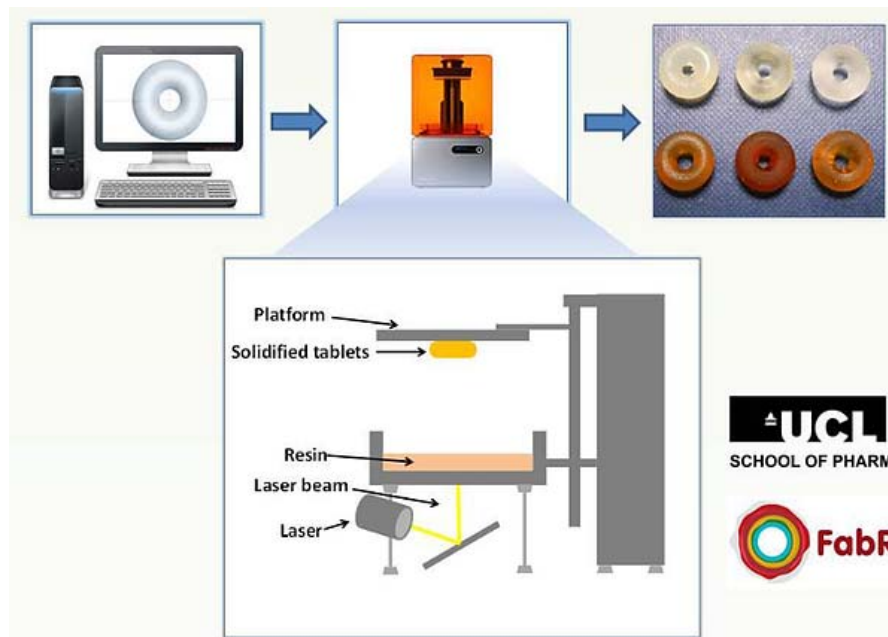 Platform
Solidified tablets
Resin
Laser beam
Laser
UCL
SCHOOL OF PHARM
FabR